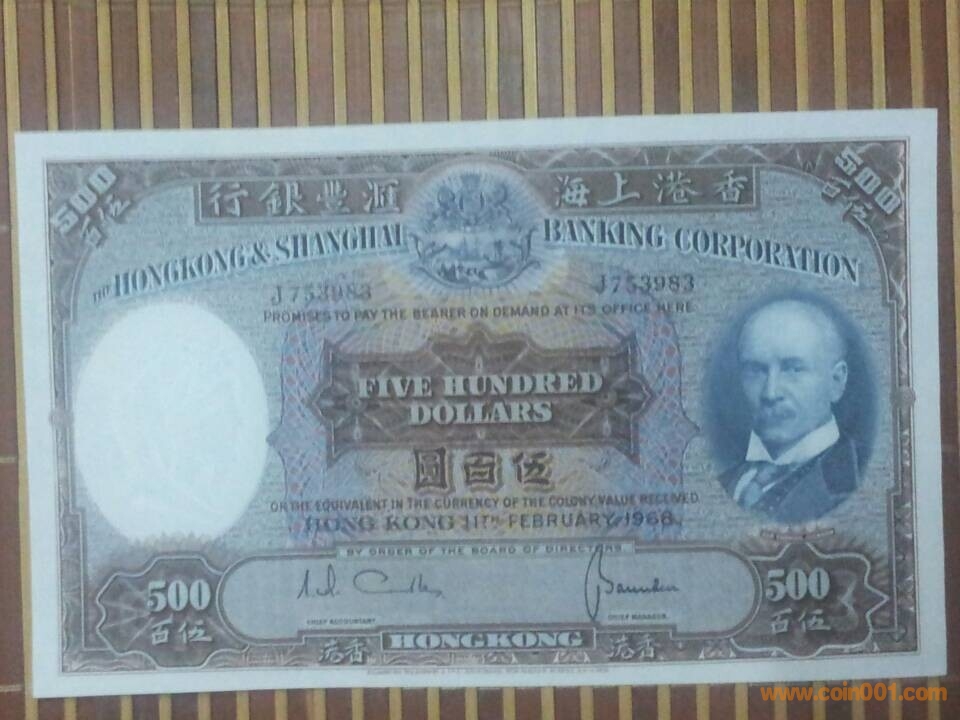 500 百伍
行銀豐滙 海上港香
500 百伍
THE HONGKONG & SHANGHAI BANKING CORPORATION
J753983 J753983
PROMISES TO PAY THE BEARER ON DEMAND AT ITS OFFICE HERE
FIVE HUNDRED
DOLLARS
圓百伍
OR THE EQUIVALENT IN THE CURRENCY OF THE COLONY, VALUE RECEIVED.
HONG KONG 11TH FEBRUARY, 1968.
BY ORDER OF THE BOARD OF DIRECTORS
CHIEF ACCOUNTANT CHIEF MANAGER.
500 500
百伍 百伍
港香 HONGKONG 港香
www.coin001.com